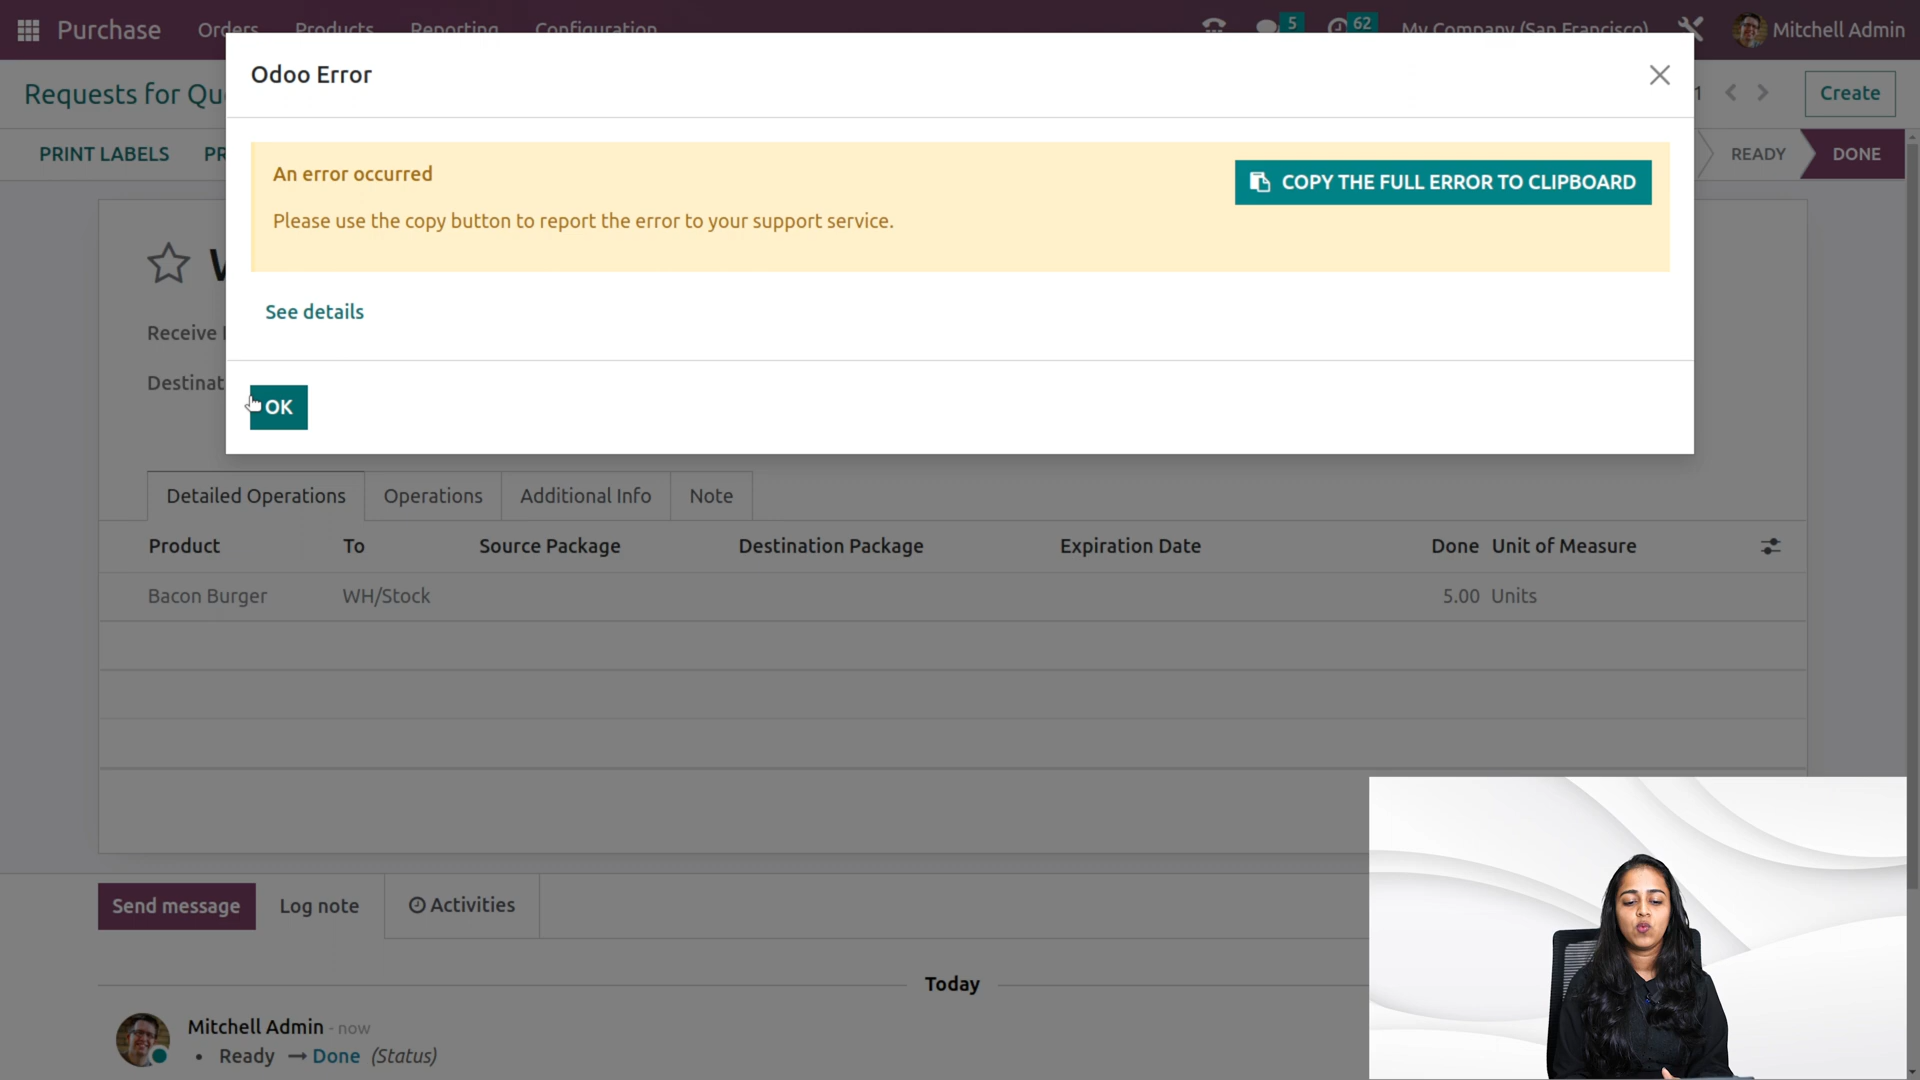 Purchase Orders Products Reporting Configuration 5 62 My Company (San Francisco) Mitchell Admin
Odoo Error
Requests for Qu 1 Create
An error occurred
COPY THE FULL ERROR TO CLIPBOARD
PRINT LABELS PR READY DONE
Please use the copy button to report the error to your support service.
See details
Receive
Destinat
OK
Detailed Operations Operations Additional Info Note
Product To Source Package Destination Package Expiration Date Done Unit of Measure
Bacon Burger WH/Stock 5.00 Units
Send message Log note Activities
Today
Mitchell Admin - now
• Ready → Done (Status)